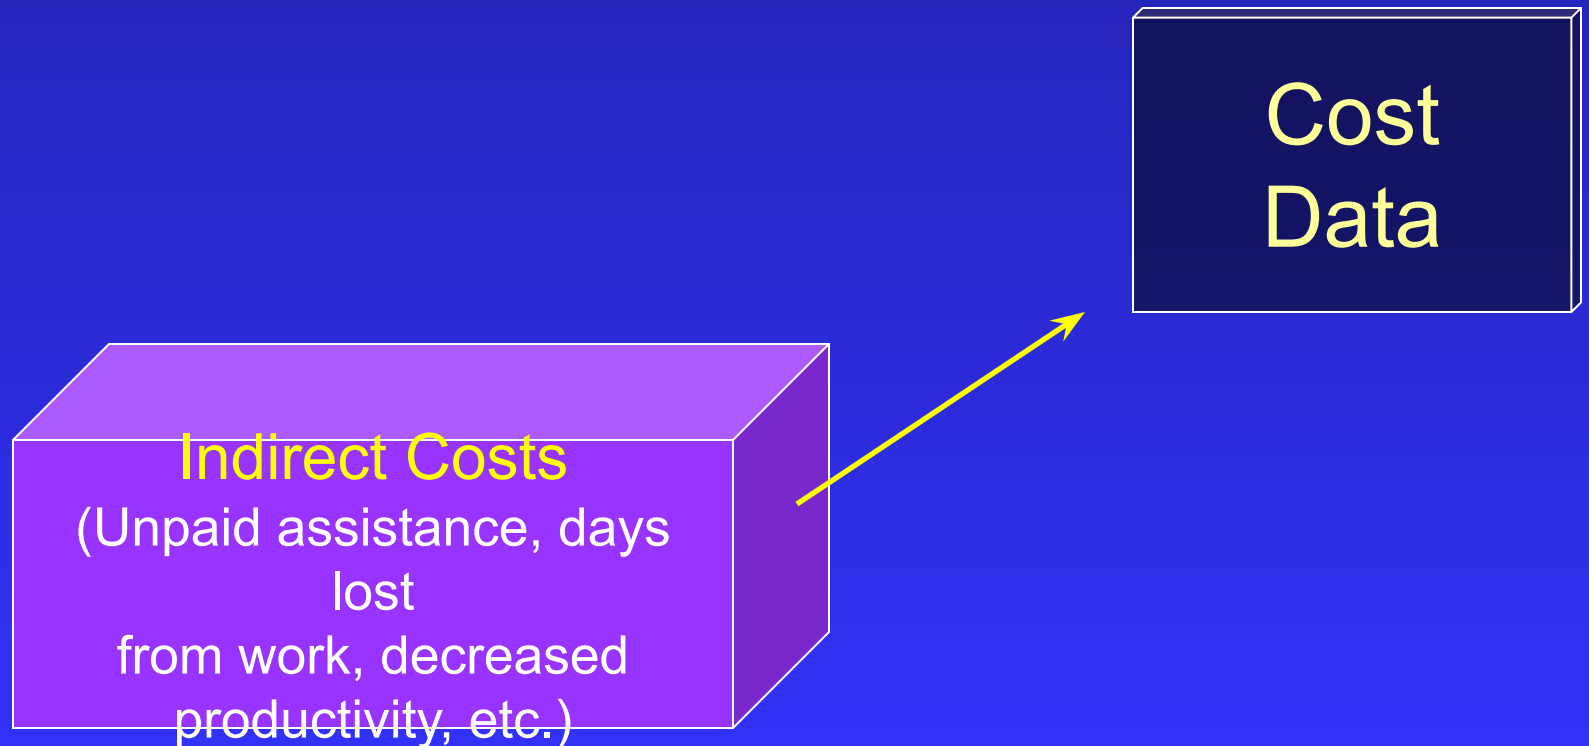 Cost
Data
Indirect Costs
(Unpaid assistance, days
lost
from work, decreased
productivity, etc.)